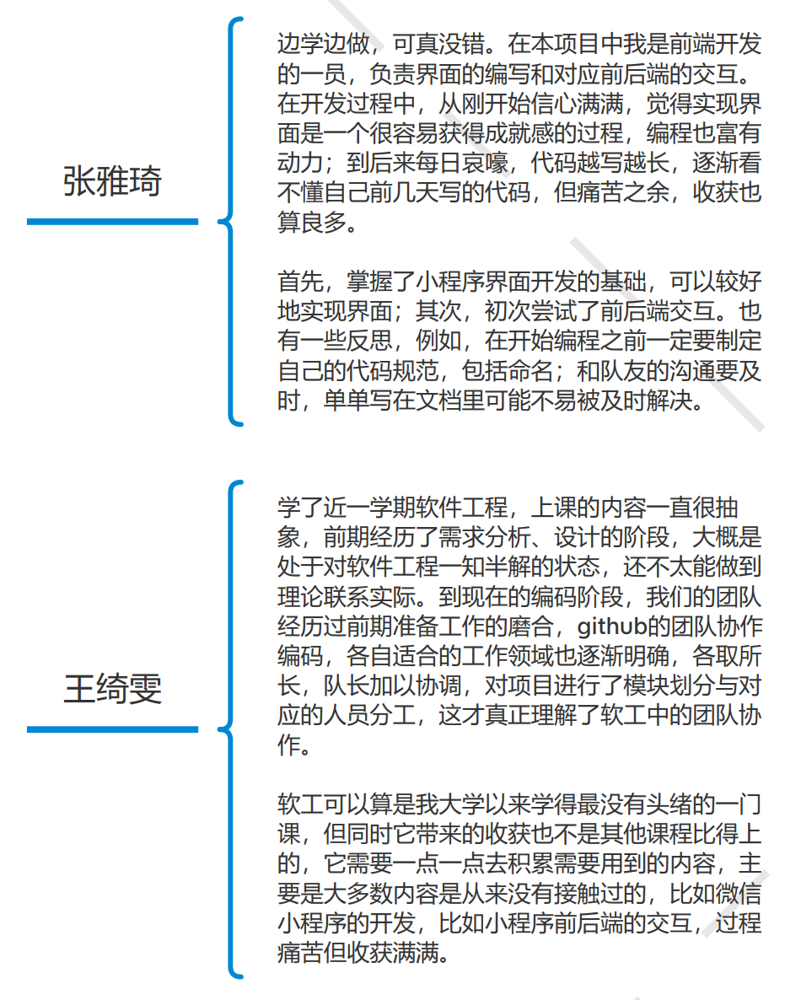 张雅琦
边学边做，可真没错。在本项目中我是前端开发
的一员，负责界面的编写和对应前后端的交互。
在开发过程中，从刚开始信心满满，觉得实现界
面是一个很容易获得成就感的过程，编程也富有
动力；到后来每日哀嚎，代码越写越长，逐渐看
不懂自己前几天写的代码，但痛苦之余，收获也
算良多。
首先，掌握了小程序界面开发的基础，可以较好
地实现界面；其次，初次尝试了前后端交互。也
有一些反思，例如，在开始编程之前一定要制定
自己的代码规范，包括命名；和队友的沟通要及
时，单单写在文档里可能不易被及时解决。
王绮雯
学了近一学期软件工程，上课的内容一直很抽
象，前期经历了需求分析、设计的阶段，大概是
处于对软件工程一知半解的状态，还不太能做到
理论联系实际。到现在的编码阶段，我们的团队
经历过前期准备工作的磨合，github的团队协作
编码，各自适合的工作领域也逐渐明确，各取所
长，队长加以协调，对项目进行了模块划分与对
应的人员分工，这才真正理解了软工中的团队协
作。
软工可以算是我大学以来学得最没有头绪的一门
课，但同时它带来的收获也不是其他课程比得上
的，它需要一点一点去积累需要用到的内容，主
要是大多数内容是从来没有接触过的，比如微信
小程序的开发，比如小程序前后端的交互，过程
痛苦但收获满满。